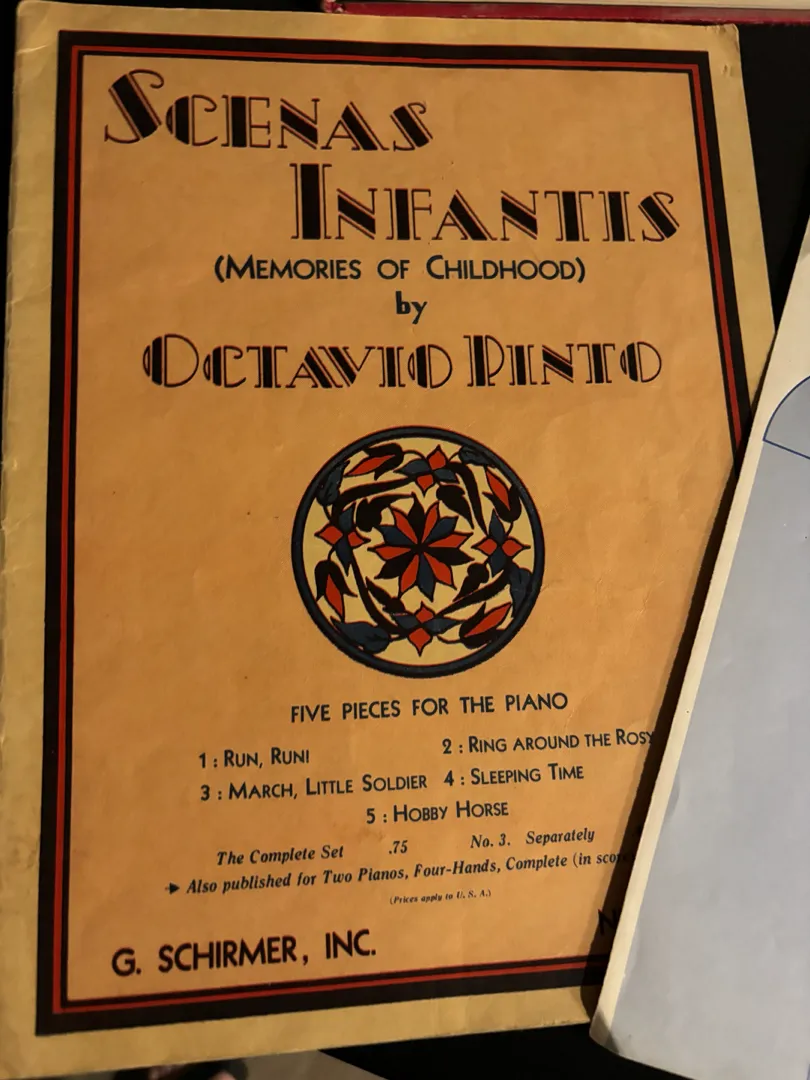 SCENAS
INFANTIS
(MEMORIES OF CHILDHOOD)
by
OCTAVIO PINTO
FIVE PIECES FOR THE PIANO
1 : RUN, RUN! 2 : RING AROUND THE ROSY
3 : MARCH, LITTLE SOLDIER 4 : SLEEPING TIME
5 : HOBBY HORSE
The Complete Set .75 No. 3. Separately
Also published for Two Pianos, Four-Hands, Complete (in
(Prices apply to U. S. A.)
G. SCHIRMER, INC.